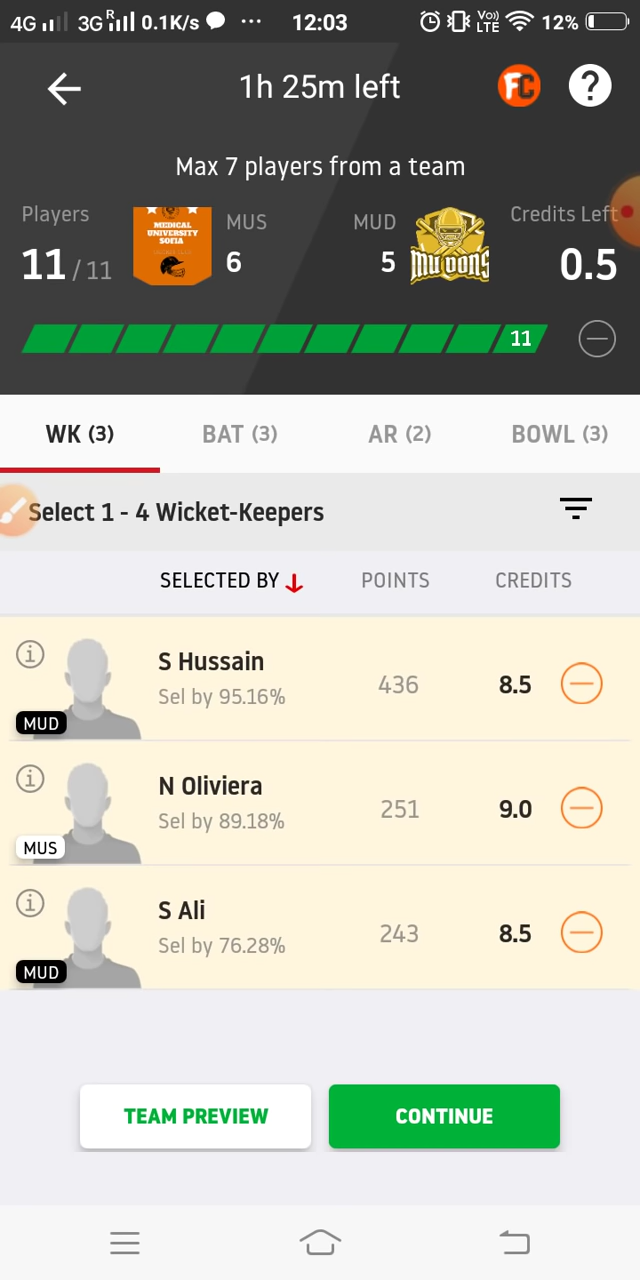 4G 3G R 0.1K/s ... 12:03 Vo) LTE 12%
1h 25m left
FC
?
Max 7 players from a team
Players
11 / 11
MEDICAL
UNIVERSITY
SOFIA
MUS
6
MUD
5
MU DONS
Credits Left
0.5
11
WK (3) BAT (3) AR (2) BOWL (3)
Select 1 - 4 Wicket-Keepers
SELECTED BY POINTS CREDITS
S Hussain
Sel by 95.16%
436
8.5
MUD
N Oliviera
Sel by 89.18%
251
9.0
MUS
S Ali
Sel by 76.28%
243
8.5
MUD
TEAM PREVIEW
CONTINUE